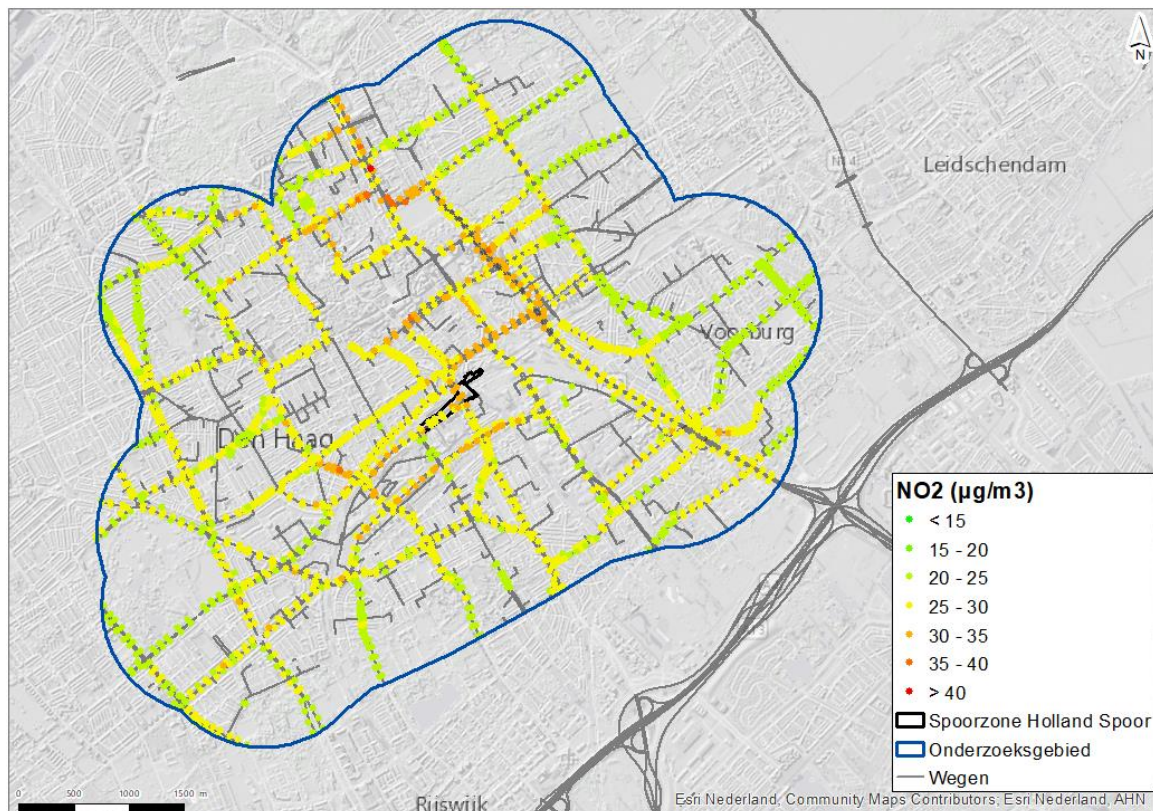 N
N14
Leidschendam
Voorburg
Den Haag
Rijswijk
NO2 (µg/m3)
< 15
15 - 20
20 - 25
25 - 30
30 - 35
35 - 40
> 40
Spoorzone Holland Spoor
Onderzoeksgebied
Wegen
0 500 1000 1500 m
Esri Nederland, Community Maps Contributors, Esri Nederland, AHN